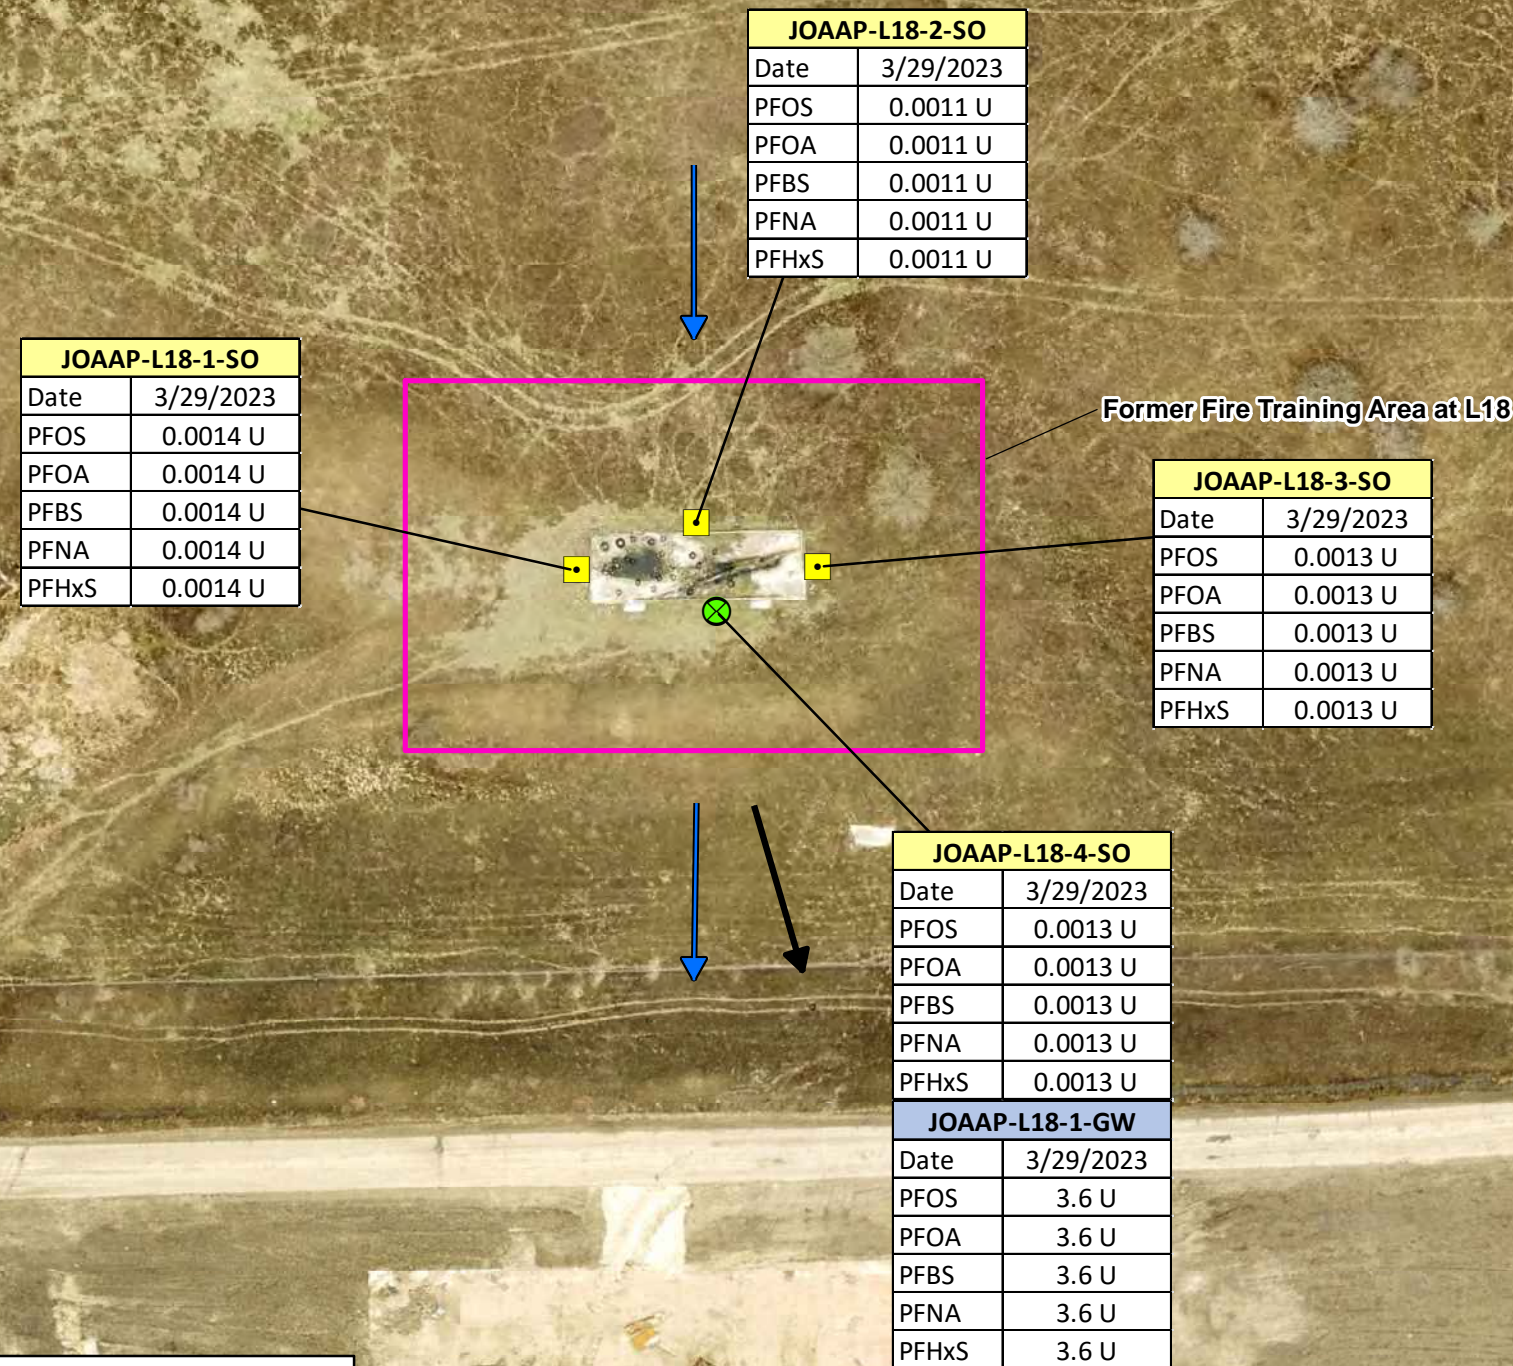 JOAAP-L18-2-SO
Date 3/29/2023
PFOS 0.0011 U
PFOA 0.0011 U
PFBS 0.0011 U
PFNA 0.0011 U
PFHxS 0.0011 U
JOAAP-L18-1-SO
Date 3/29/2023
PFOS 0.0014 U
PFOA 0.0014 U
PFBS 0.0014 U
PFNA 0.0014 U
PFHxS 0.0014 U
Former Fire Training Area at L18
JOAAP-L18-3-SO
Date 3/29/2023
PFOS 0.0013 U
PFOA 0.0013 U
PFBS 0.0013 U
PFNA 0.0013 U
PFHxS 0.0013 U
JOAAP-L18-4-SO
Date 3/29/2023
PFOS 0.0013 U
PFOA 0.0013 U
PFBS 0.0013 U
PFNA 0.0013 U
PFHxS 0.0013 U
JOAAP-L18-1-GW
Date 3/29/2023
PFOS 3.6 U
PFOA 3.6 U
PFBS 3.6 U
PFNA 3.6 U
PFHxS 3.6 U